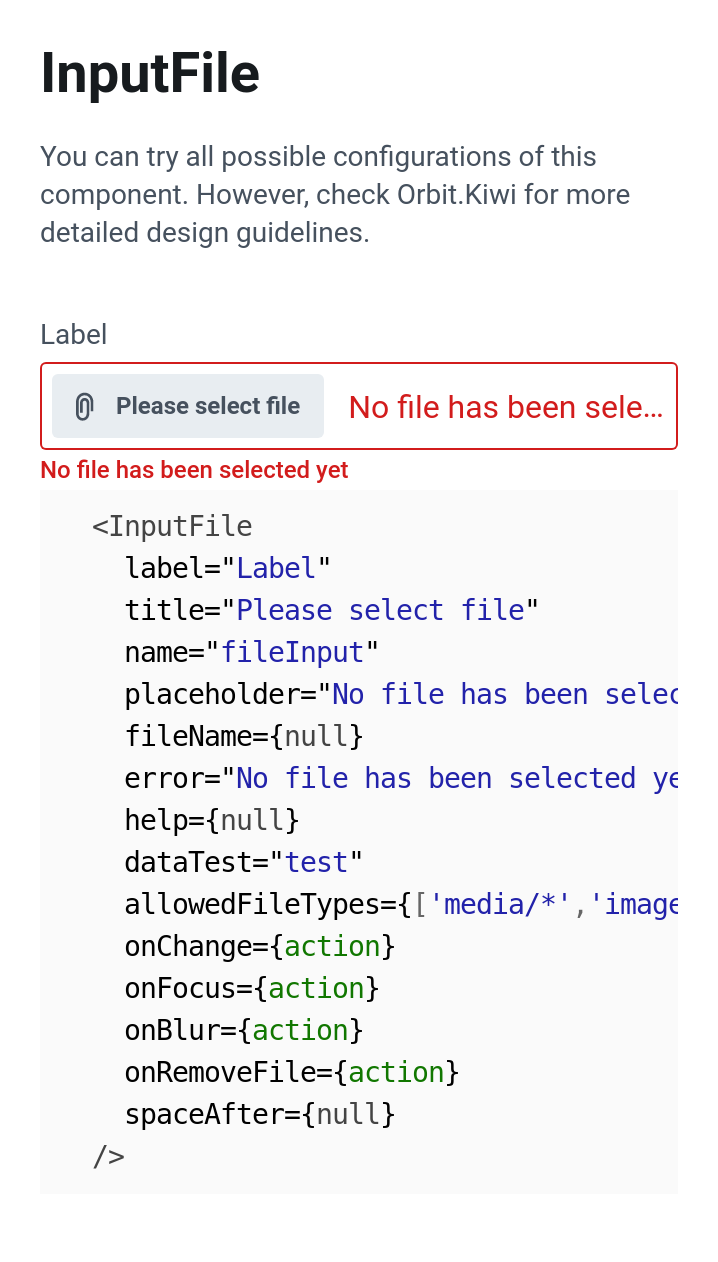 InputFile
You can try all possible configurations of this
component. However, check Orbit.Kiwi for more
detailed design guidelines.
Label
Please select file No file has been sele...
No file has been selected yet
<InputFile
  label="Label"
  title="Please select file"
  name="fileInput"
  placeholder="No file has been selec
  fileName={null}
  error="No file has been selected ye
  help={null}
  dataTest="test"
  allowedFileTypes={['media/*','image
  onChange={action}
  onFocus={action}
  onBlur={action}
  onRemoveFile={action}
  spaceAfter={null}
/>